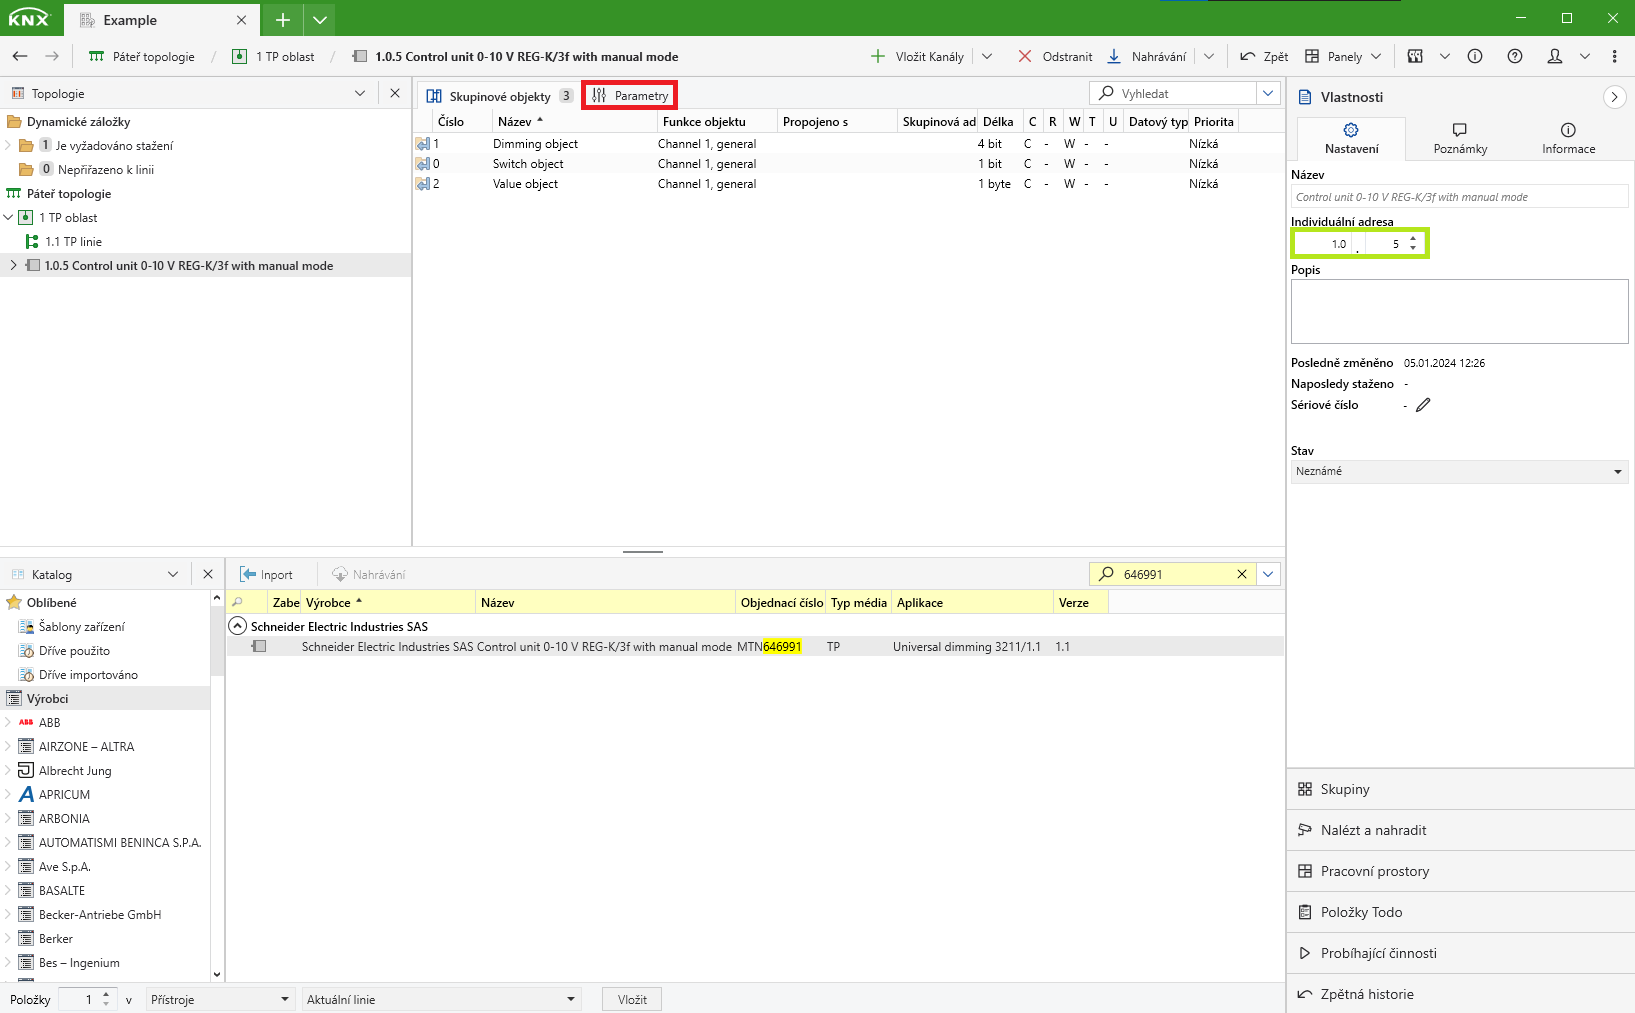 KNX
Example
Páteř topologie / 1 TP oblast / 1.0.5 Control unit 0-10 V REG-K/3f with manual mode
Vložit Kanály
Odstranit
Nahrávání
Zpět
Panely
Topologie
Dynamické záložky
1 Je vyžadováno stažení
0 Nepřiřazeno k linii
Páteř topologie
1 TP oblast
1.1 TP linie
1.0.5 Control unit 0-10 V REG-K/3f with manual mode
Skupinové objekty 3
Parametry
Vyhledat
Číslo Název Funkce objektu Propojeno s Skupinová ad Délka C R W T U Datový typ Priorita
1 Dimming object Channel 1, general 4 bit C - W - - Nízká
0 Switch object Channel 1, general 1 bit C - W - - Nízká
2 Value object Channel 1, general 1 byte C - W - - Nízká
Vlastnosti
Nastavení
Poznámky
Informace
Název
Control unit 0-10 V REG-K/3f with manual mode
Individuální adresa
1.0 . 5
Popis
Posledně změněno 05.01.2024 12:26
Naposledy staženo -
Sériové číslo -
Stav
Neznámé
Skupiny
Nalézt a nahradit
Pracovní prostory
Položky Todo
Probíhající činnosti
Zpětná historie
Katalog
Oblíbené
Šablony zařízení
Dříve použito
Dříve importováno
Výrobci
ABB ABB
AIRZONE – ALTRA
Albrecht Jung
APRICUM
ARBONIA
AUTOMATISMI BENINCA S.P.A.
Ave S.p.A.
BASALTE
Becker-Antriebe GmbH
Berker
Bes – Ingenium
Inport
Nahrávání
646991
Zabe Výrobce Název Objednací číslo Typ média Aplikace Verze
Schneider Electric Industries SAS
Schneider Electric Industries SAS Control unit 0-10 V REG-K/3f with manual mode MTN646991 TP Universal dimming 3211/1.1 1.1
Položky 1 v Přístroje Aktuální linie Vložit